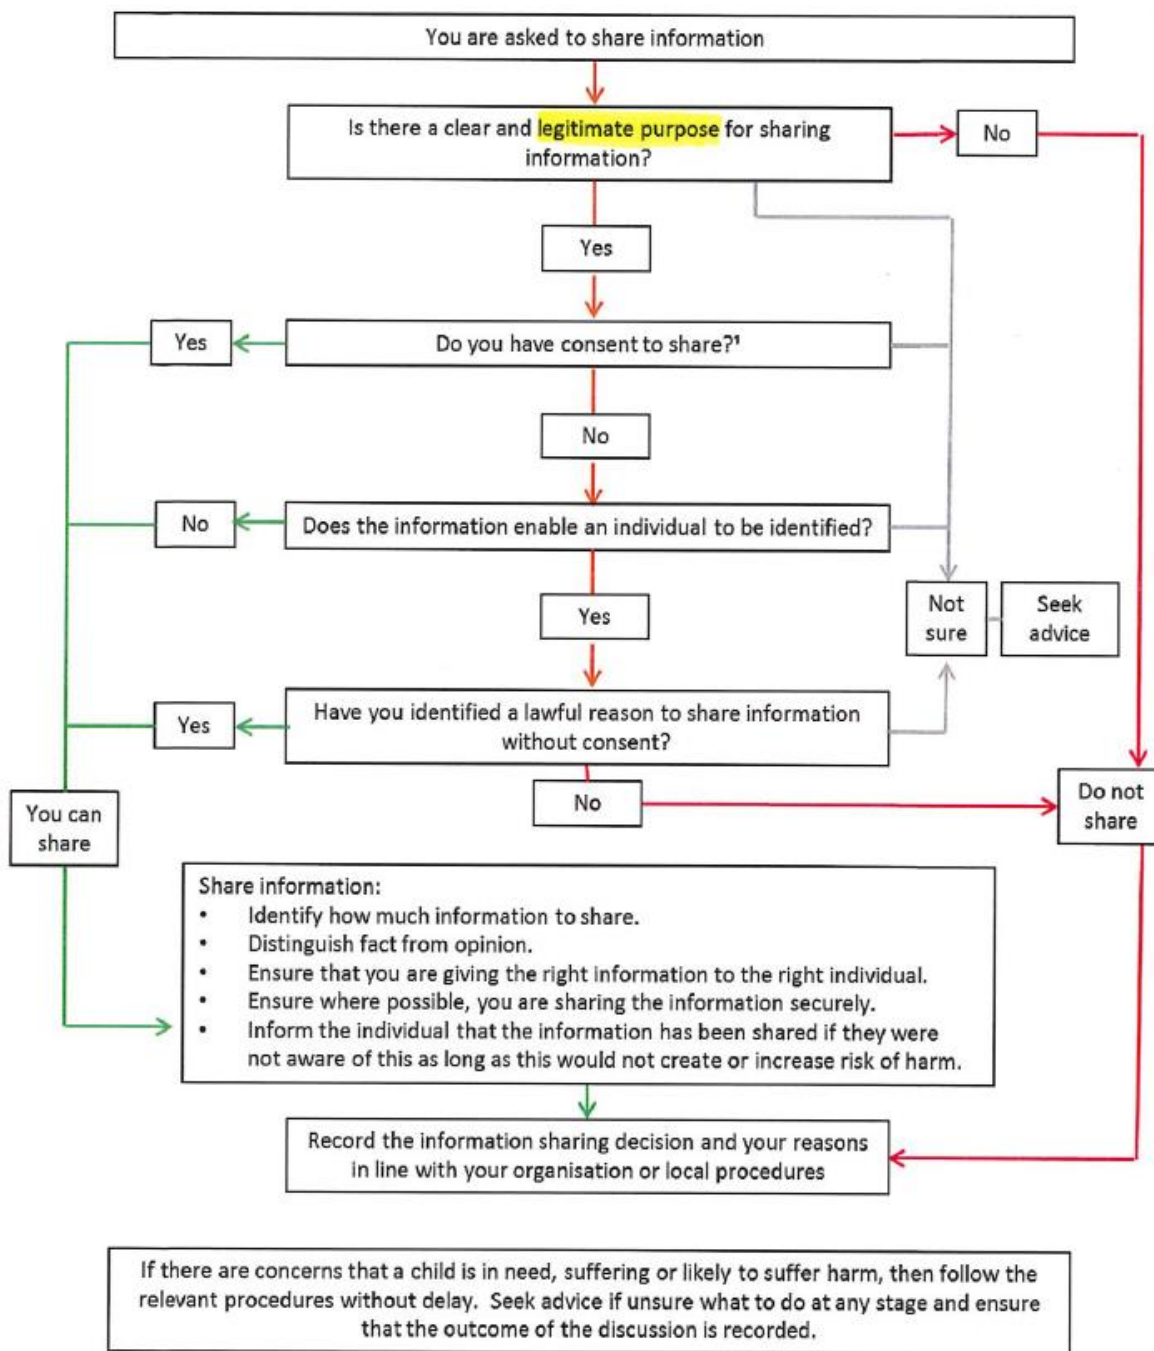 You are asked to share information
Is there a clear and legitimate purpose for sharing
information?
No
Yes
Yes
Do you have consent to share?¹
No
No
Does the information enable an individual to be identified?
Yes
Not
sure
Seek
advice
Yes
Have you identified a lawful reason to share information
without consent?
No
You can
share
Do not
share
Share information:
• Identify how much information to share.
• Distinguish fact from opinion.
• Ensure that you are giving the right information to the right individual.
• Ensure where possible, you are sharing the information securely.
• Inform the individual that the information has been shared if they were
not aware of this as long as this would not create or increase risk of harm.
Record the information sharing decision and your reasons
in line with your organisation or local procedures
If there are concerns that a child is in need, suffering or likely to suffer harm, then follow the
relevant procedures without delay. Seek advice if unsure what to do at any stage and ensure
that the outcome of the discussion is recorded.